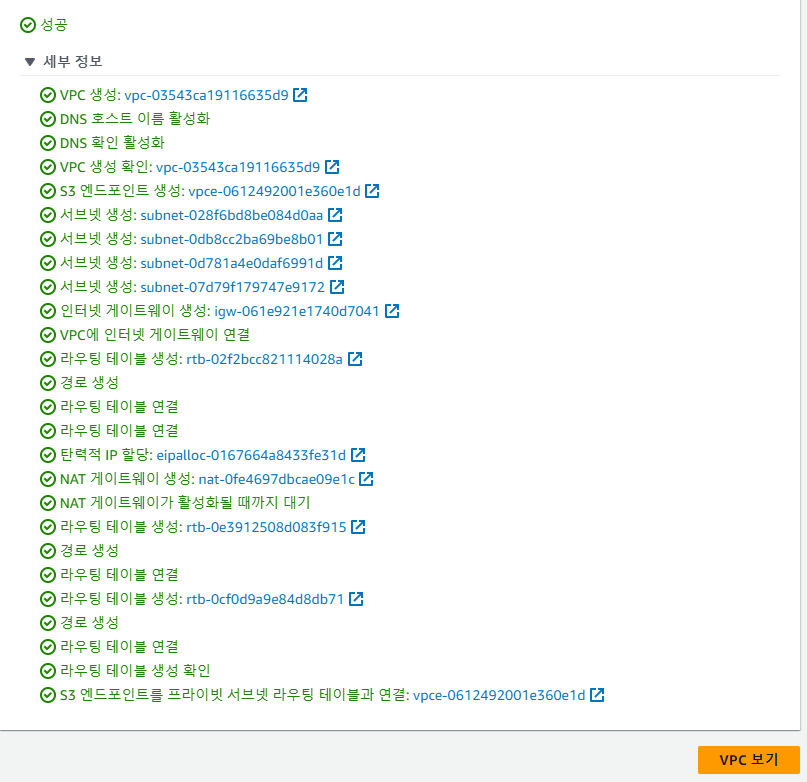 성공
세부 정보
VPC 생성: vpc-03543ca19116635d9
DNS 호스트 이름 활성화
DNS 확인 활성화
VPC 생성 확인: vpc-03543ca19116635d9
S3 엔드포인트 생성: vpce-0612492001e360e1d
서브넷 생성: subnet-028f6bd8be084d0aa
서브넷 생성: subnet-0db8cc2ba69be8b01
서브넷 생성: subnet-0d781a4e0daf6991d
서브넷 생성: subnet-07d79f179747e9172
인터넷 게이트웨이 생성: igw-061e921e1740d7041
VPC에 인터넷 게이트웨이 연결
라우팅 테이블 생성: rtb-02f2bcc821114028a
경로 생성
라우팅 테이블 연결
라우팅 테이블 연결
탄력적 IP 할당: eipalloc-0167664a8433fe31d
NAT 게이트웨이 생성: nat-0fe4697dbcae09e1c
NAT 게이트웨이가 활성화될 때까지 대기
라우팅 테이블 생성: rtb-0e3912508d083f915
경로 생성
라우팅 테이블 연결
라우팅 테이블 생성: rtb-0cf0d9a9e84d8db71
경로 생성
라우팅 테이블 연결
라우팅 테이블 생성 확인
S3 엔드포인트를 프라이빗 서브넷 라우팅 테이블과 연결: vpce-0612492001e360e1d
VPC 보기